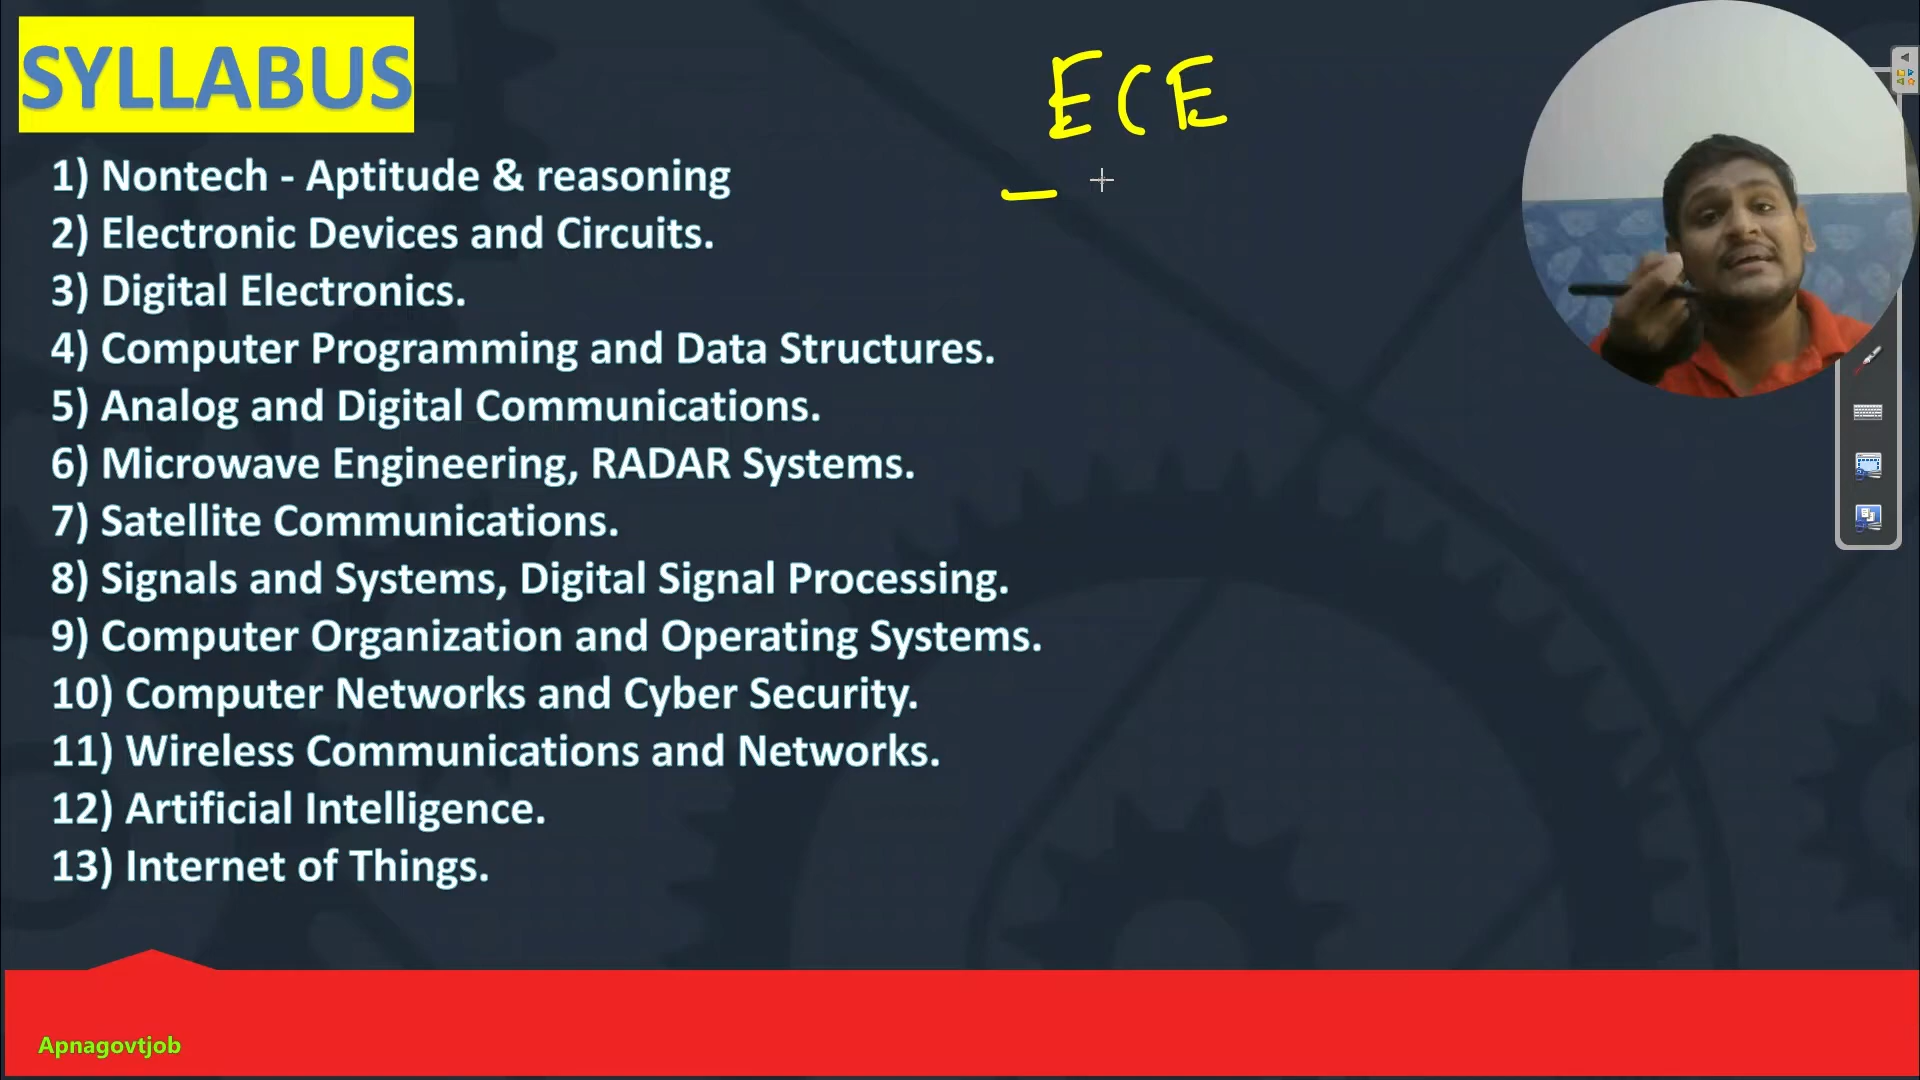 SYLLABUS
ECE
1) Nontech - Aptitude & reasoning
2) Electronic Devices and Circuits.
3) Digital Electronics.
4) Computer Programming and Data Structures.
5) Analog and Digital Communications.
6) Microwave Engineering, RADAR Systems.
7) Satellite Communications.
8) Signals and Systems, Digital Signal Processing.
9) Computer Organization and Operating Systems.
10) Computer Networks and Cyber Security.
11) Wireless Communications and Networks.
12) Artificial Intelligence.
13) Internet of Things.
Apnagovtjob